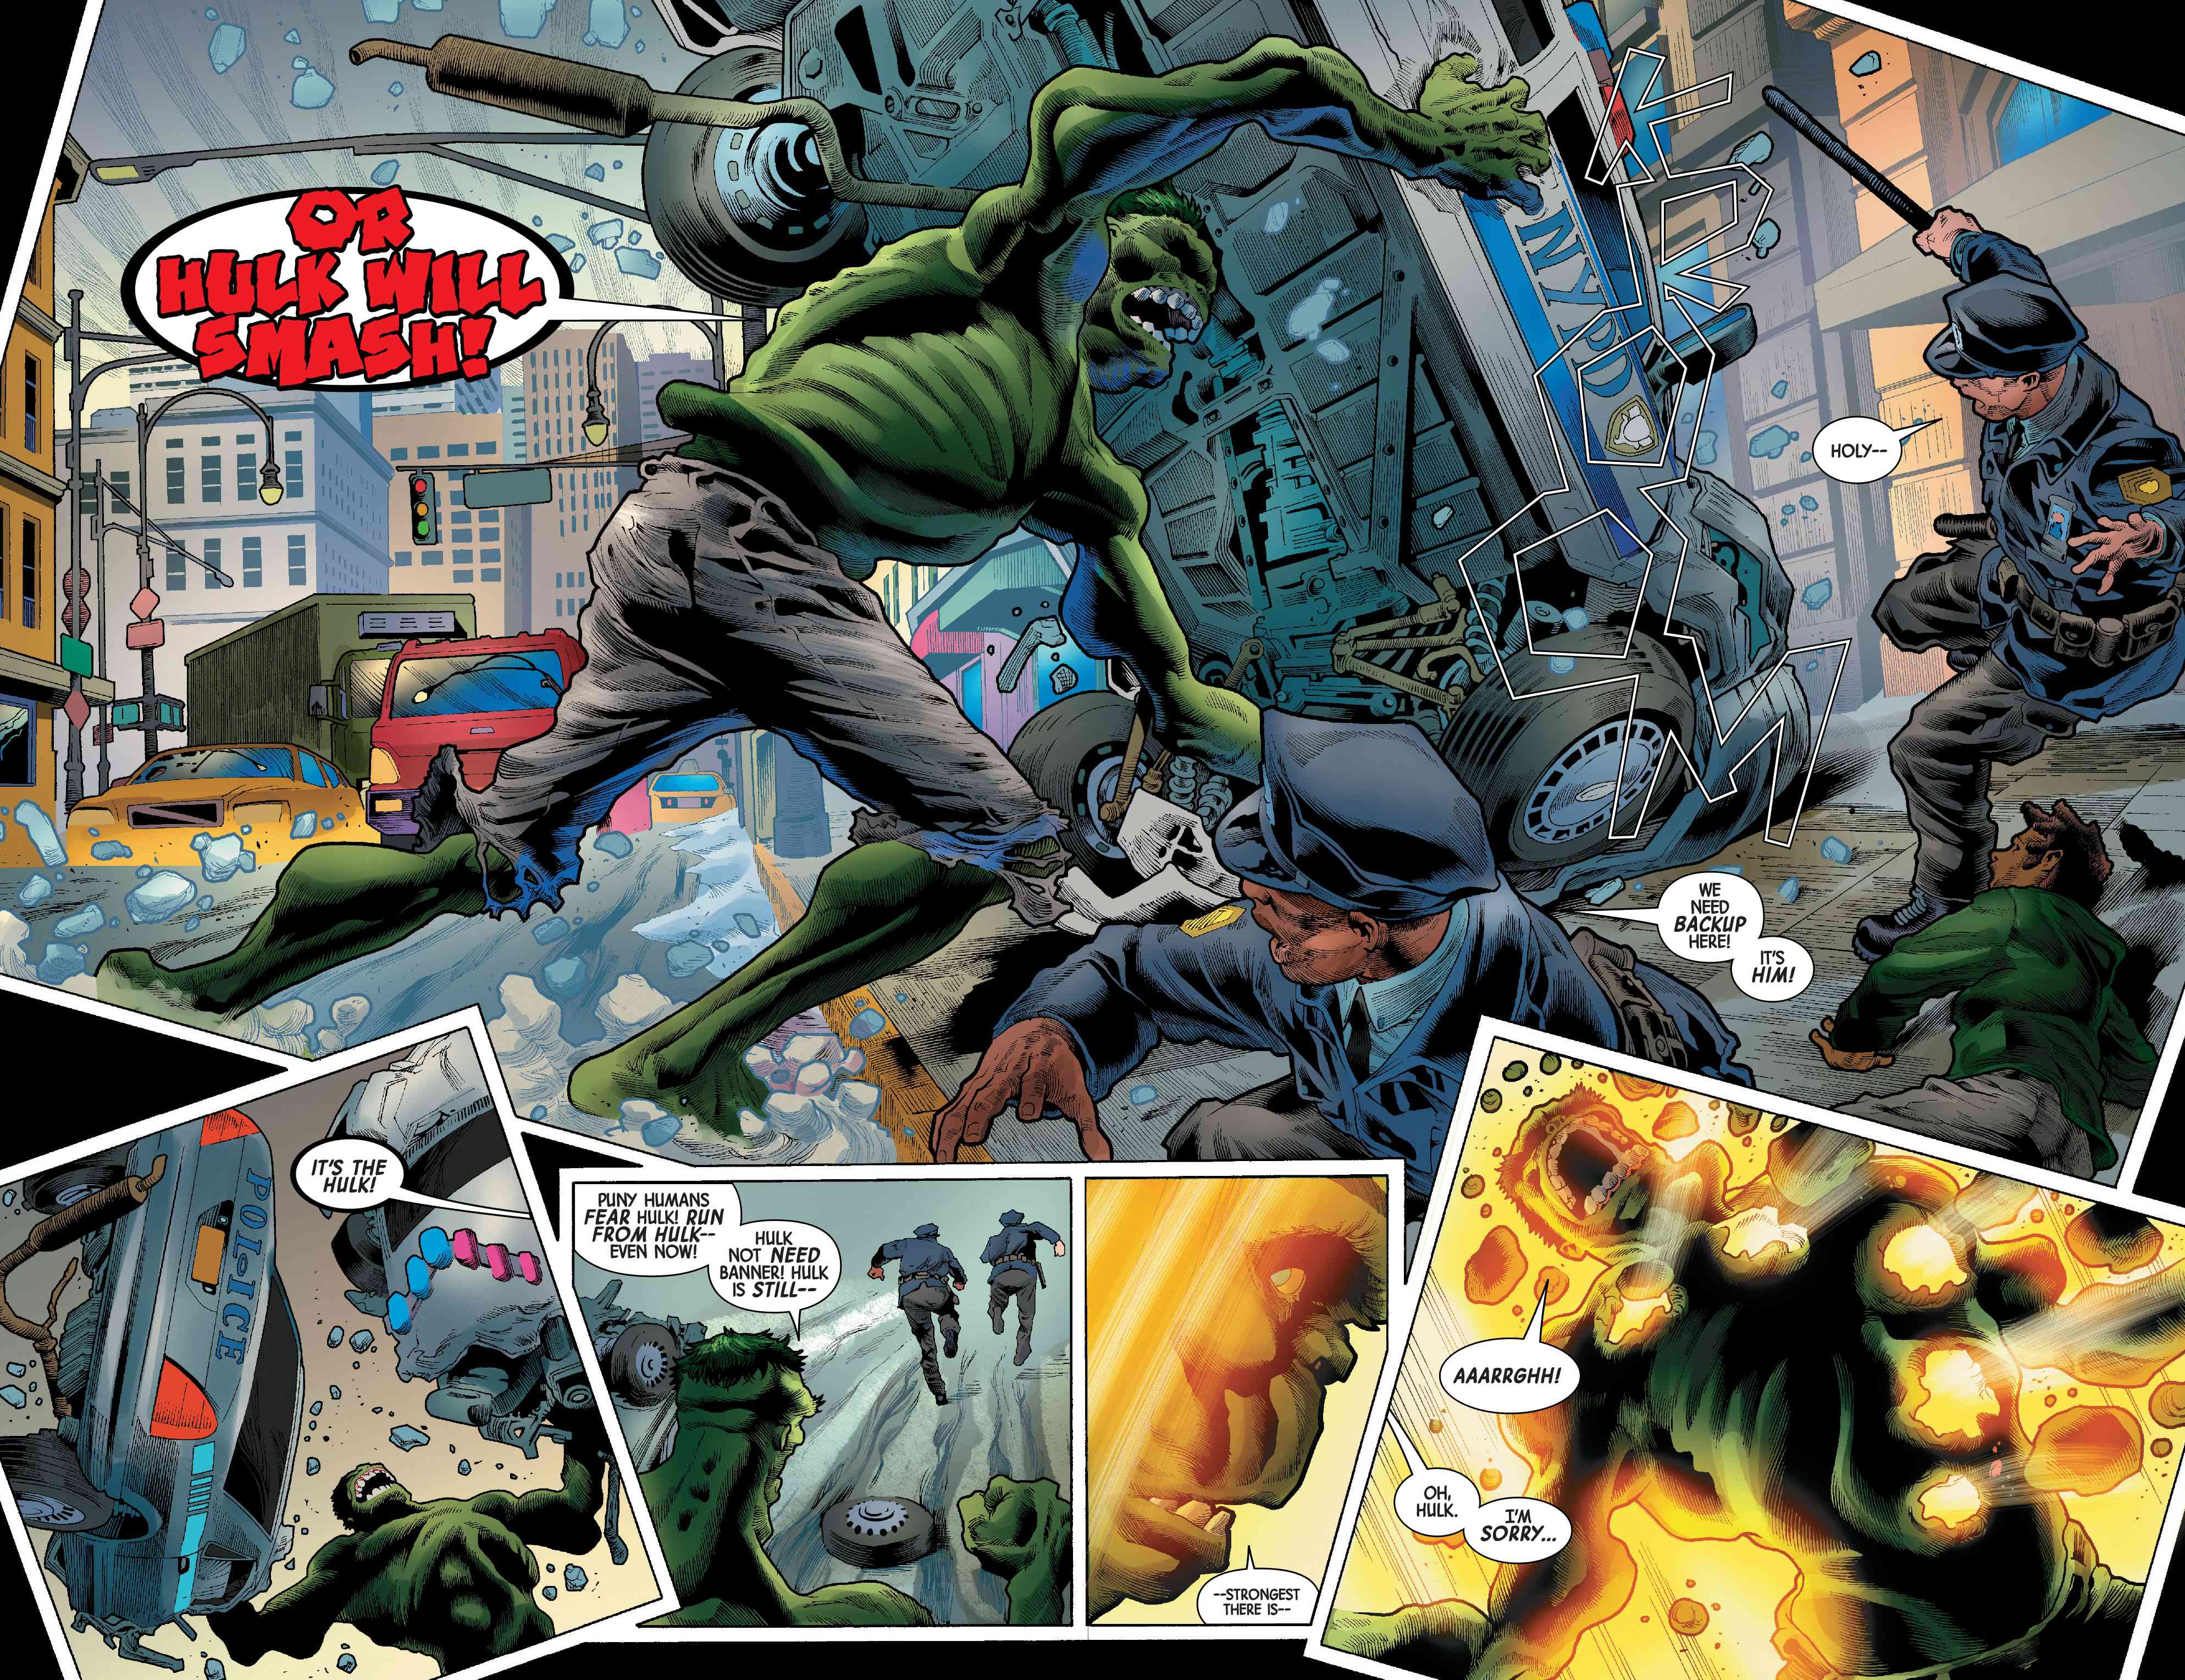 OR
HULK WILL
SMASH!
NYPD
KROOM
HOLY--
WE
NEED
BACKUP
HERE!
IT'S
HIM!
POLICE
IT'S THE
HULK!
PUNY HUMANS
FEAR HULK! RUN
FROM HULK--
EVEN NOW!
HULK
NOT NEED
BANNER! HULK
IS STILL--
--STRONGEST
THERE IS--
AAARRGHH!
OH,
HULK.
I'M
SORRY...